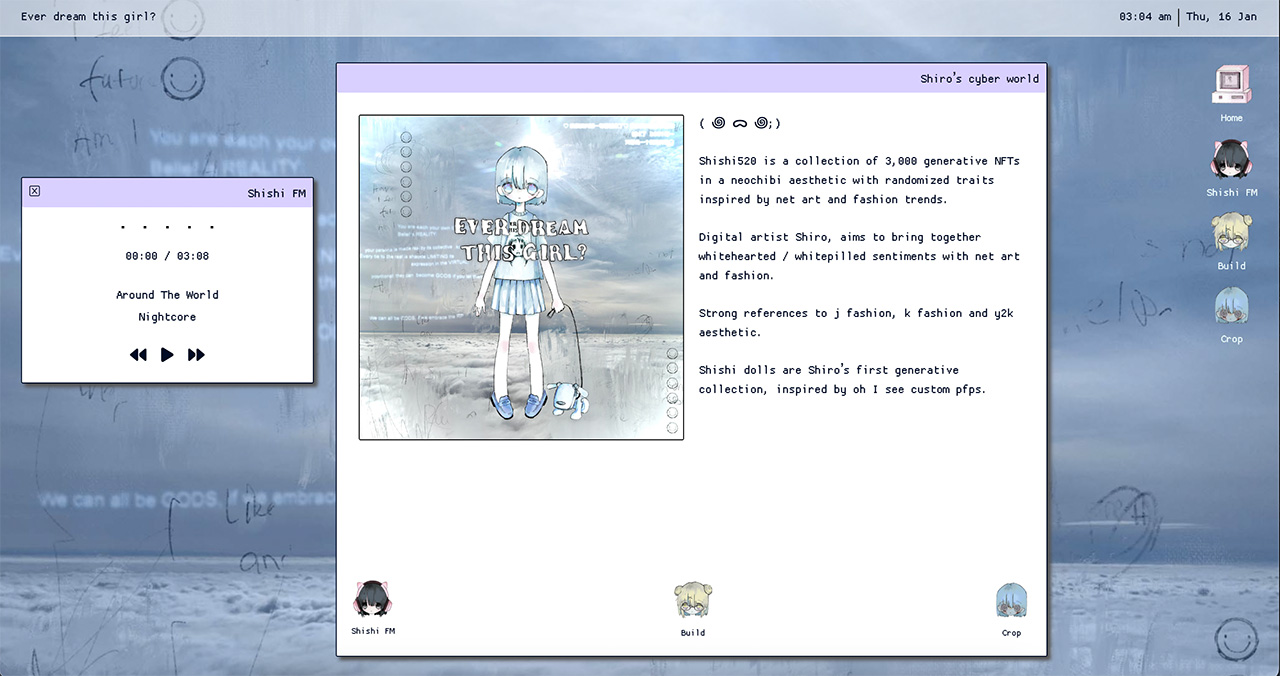 Ever dream this girl?
03:04 am | Thu, 16 Jan
future
Am I
You are each your ow
Belief = REALITY
Shiro's cyber world
Home
Shishi FM
Build
Crop
Shishi FM
. . . . .
00:00 / 03:08
Around The World
Nightcore
EVER DREAM
THIS GIRL?
( ꩜ ᯅ ꩜;)
Shishi520 is a collection of 3,000 generative NFTs
in a neochibi aesthetic with randomized traits
inspired by net art and fashion trends.
Digital artist Shiro, aims to bring together
whitehearted / whitepilled sentiments with net art
and fashion.
Strong references to j fashion, k fashion and y2k
aesthetic.
Shishi dolls are Shiro's first generative
collection, inspired by oh I see custom pfps.
We can all be GODS, if we embrac
I Like
an
Shishi FM
Build
Crop